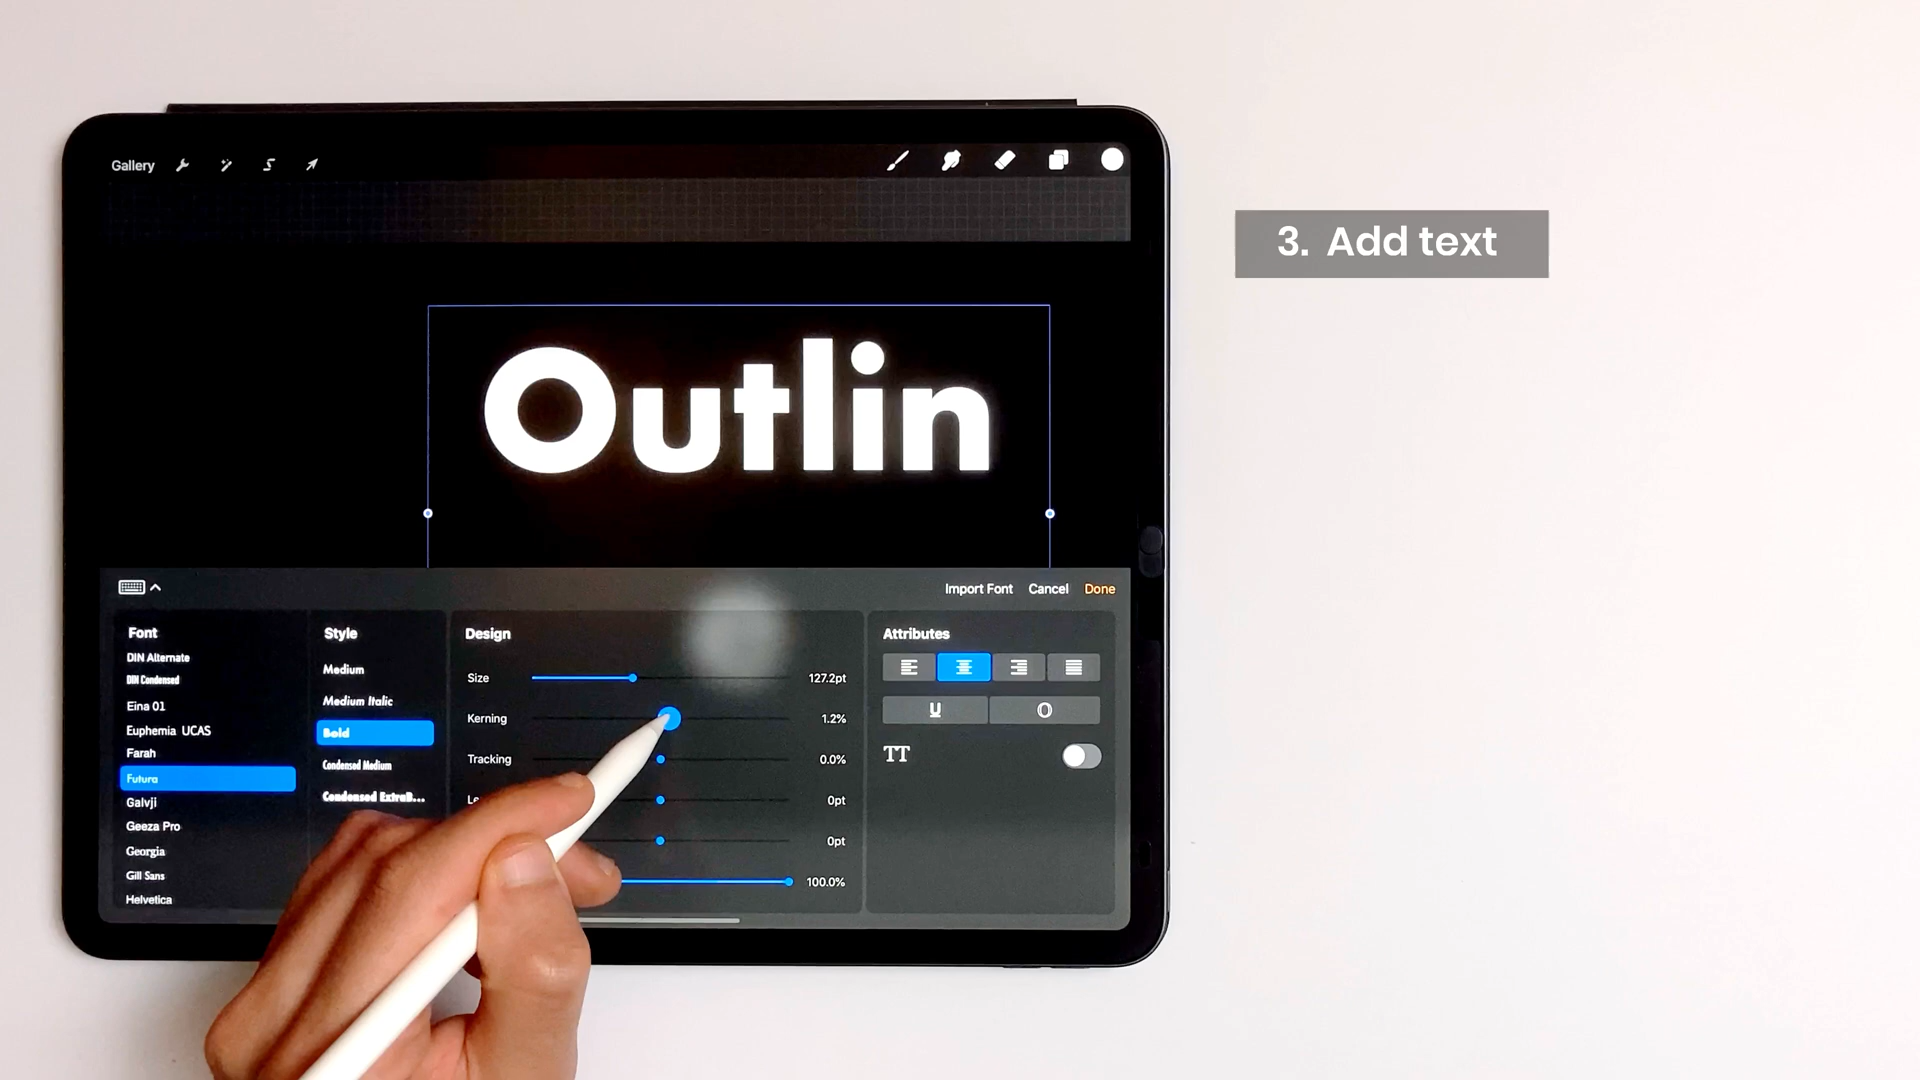 Gallery
3. Add text
Outlin
Import Font Cancel Done
Font
DIN Alternate
DIN Condensed
Eina 01
Euphemia UCAS
Farah
Futura
Galvji
Geeza Pro
Georgia
Gill Sans
Helvetica
Style
Medium
Medium Italic
Bold
Condensed Medium
Condensed ExtraB...
Design
Size 127.2pt
Kerning 1.2%
Tracking 0.0%
0pt
0pt
100.0%
Attributes
U O
TT